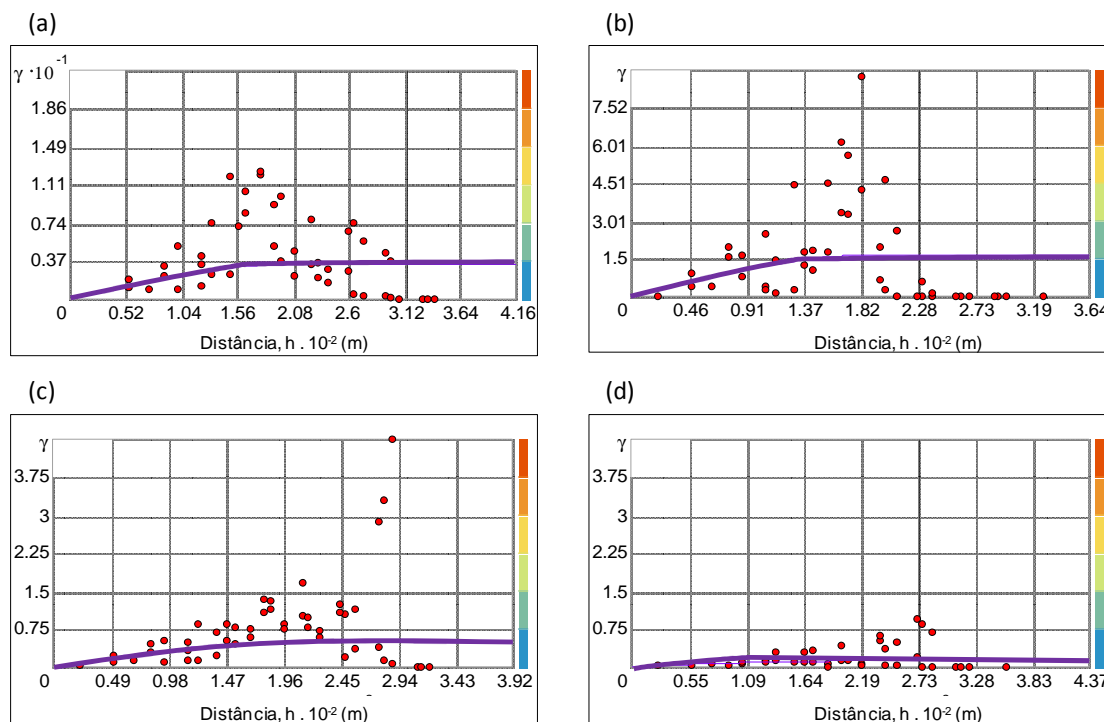 (a)
γ ·10⁻¹
1.86
1.49
1.11
0.74
0.37
0 0.52 1.04 1.56 2.08 2.6 3.12 3.64 4.16
Distância, h . 10⁻² (m)
(b)
γ
7.52
6.01
4.51
3.01
1.5
0 0.46 0.91 1.37 1.82 2.28 2.73 3.19 3.64
Distância, h . 10⁻² (m)
(c)
γ
3.75
3
2.25
1.5
0.75
0 0.49 0.98 1.47 1.96 2.45 2.94 3.43 3.92
Distância, h . 10⁻² (m)
(d)
γ
3.75
3
2.25
1.5
0.75
0 0.55 1.09 1.64 2.19 2.73 3.28 3.83 4.37
Distância, h . 10⁻² (m)